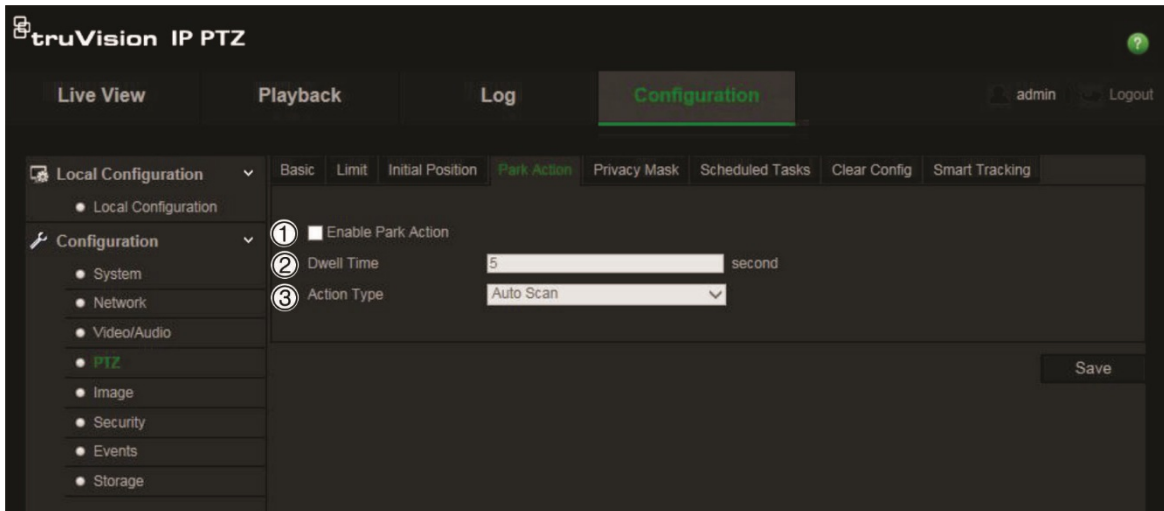 truVision IP PTZ
?
Live View Playback Log Configuration admin Logout
Local Configuration
Local Configuration
Configuration
System
Network
Video/Audio
PTZ
Image
Security
Events
Storage
Basic Limit Initial Position Park Action Privacy Mask Scheduled Tasks Clear Config Smart Tracking
① Enable Park Action
② Dwell Time 5 second
③ Action Type Auto Scan
Save